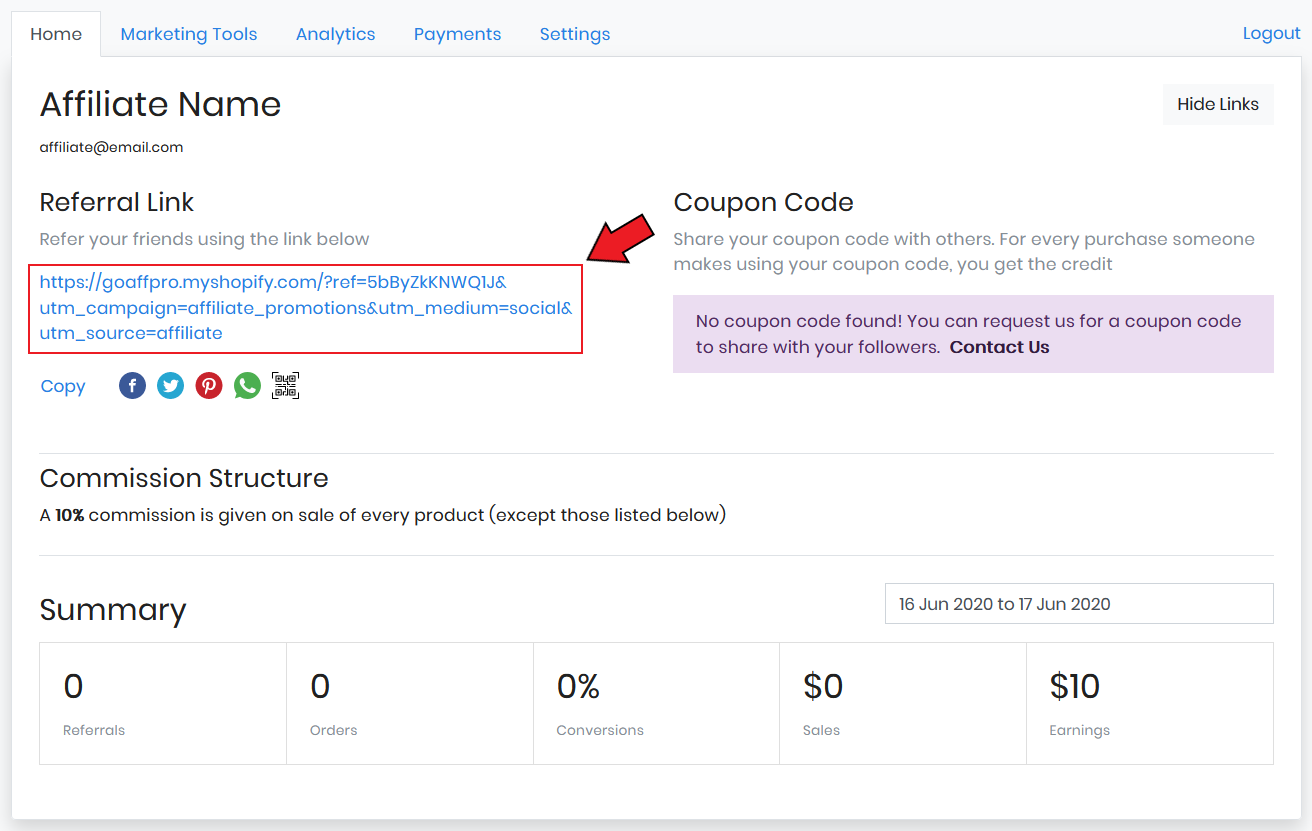 Home Marketing Tools Analytics Payments Settings Logout
Affiliate Name
Hide Links
affiliate@email.com
Referral Link
Refer your friends using the link below
https://goaffpro.myshopify.com/?ref=5bByZkKNWQ1J&
utm_campaign=affiliate_promotions&utm_medium=social&
utm_source=affiliate
Copy
Coupon Code
Share your coupon code with others. For every purchase someone
makes using your coupon code, you get the credit
No coupon code found! You can request us for a coupon code
to share with your followers. Contact Us
Commission Structure
A 10% commission is given on sale of every product (except those listed below)
Summary
16 Jun 2020 to 17 Jun 2020
0
Referrals
0
Orders
0%
Conversions
$0
Sales
$10
Earnings